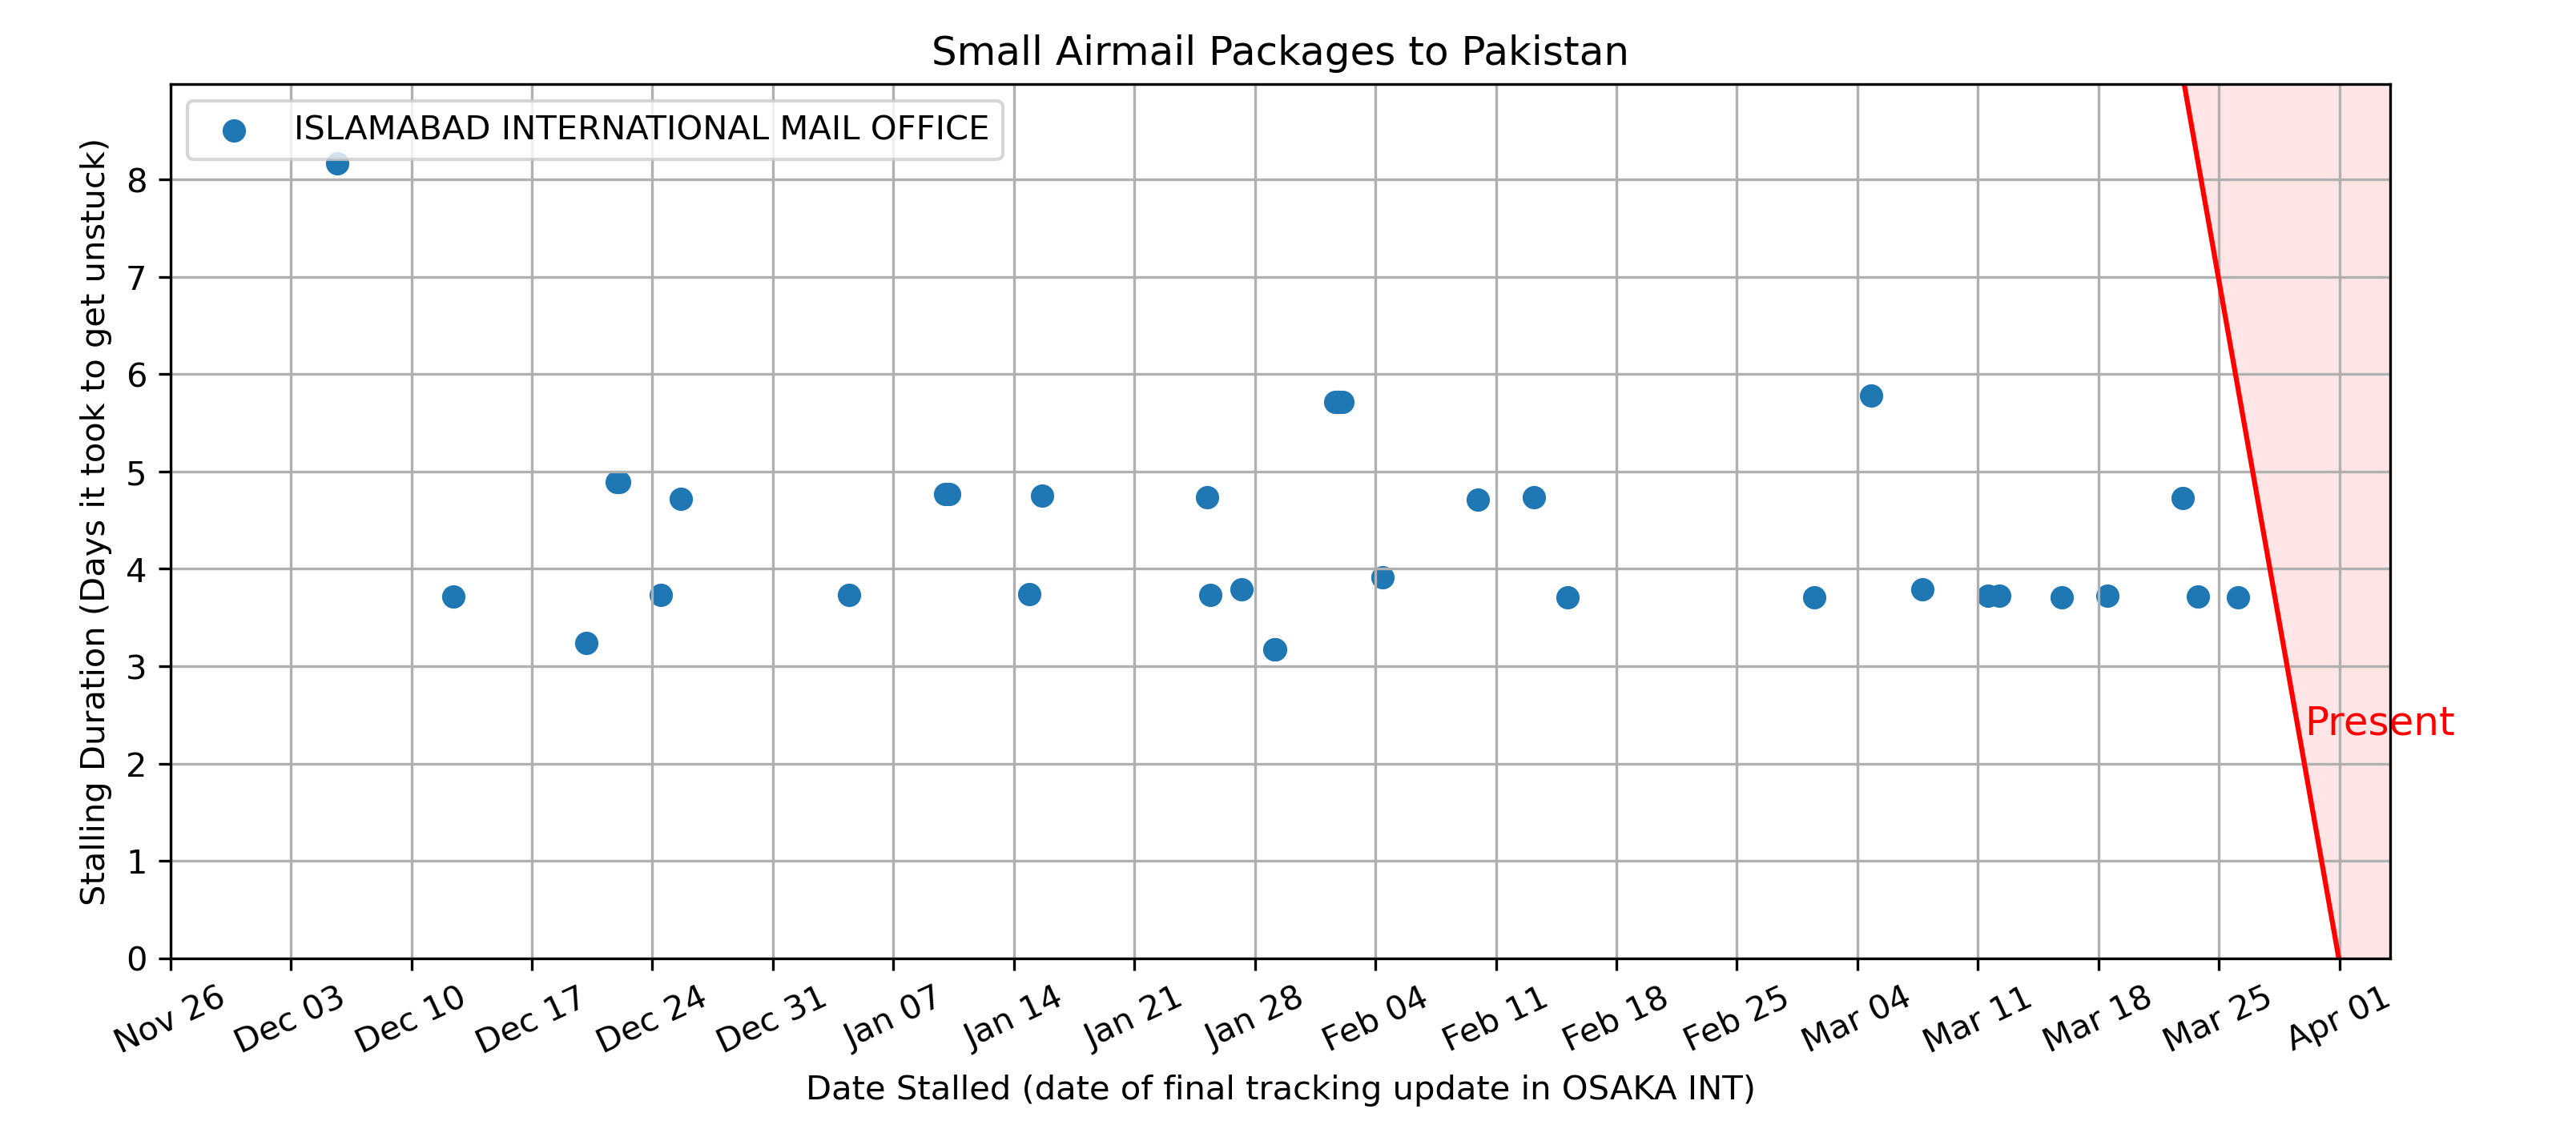 Small Airmail Packages to Pakistan
ISLAMABAD INTERNATIONAL MAIL OFFICE
Stalling Duration (Days it took to get unstuck)
8
7
6
5
4
3
2
1
0
Present
Nov 26 Dec 03 Dec 10 Dec 17 Dec 24 Dec 31 Jan 07 Jan 14 Jan 21 Jan 28 Feb 04 Feb 11 Feb 18 Feb 25 Mar 04 Mar 11 Mar 18 Mar 25 Apr 01
Date Stalled (date of final tracking update in OSAKA INT)